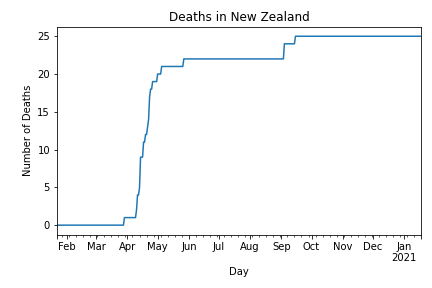 Deaths in New Zealand
25
20
15
10
5
0
Number of Deaths
Feb Mar Apr May Jun Jul Aug Sep Oct Nov Dec Jan
2021
Day